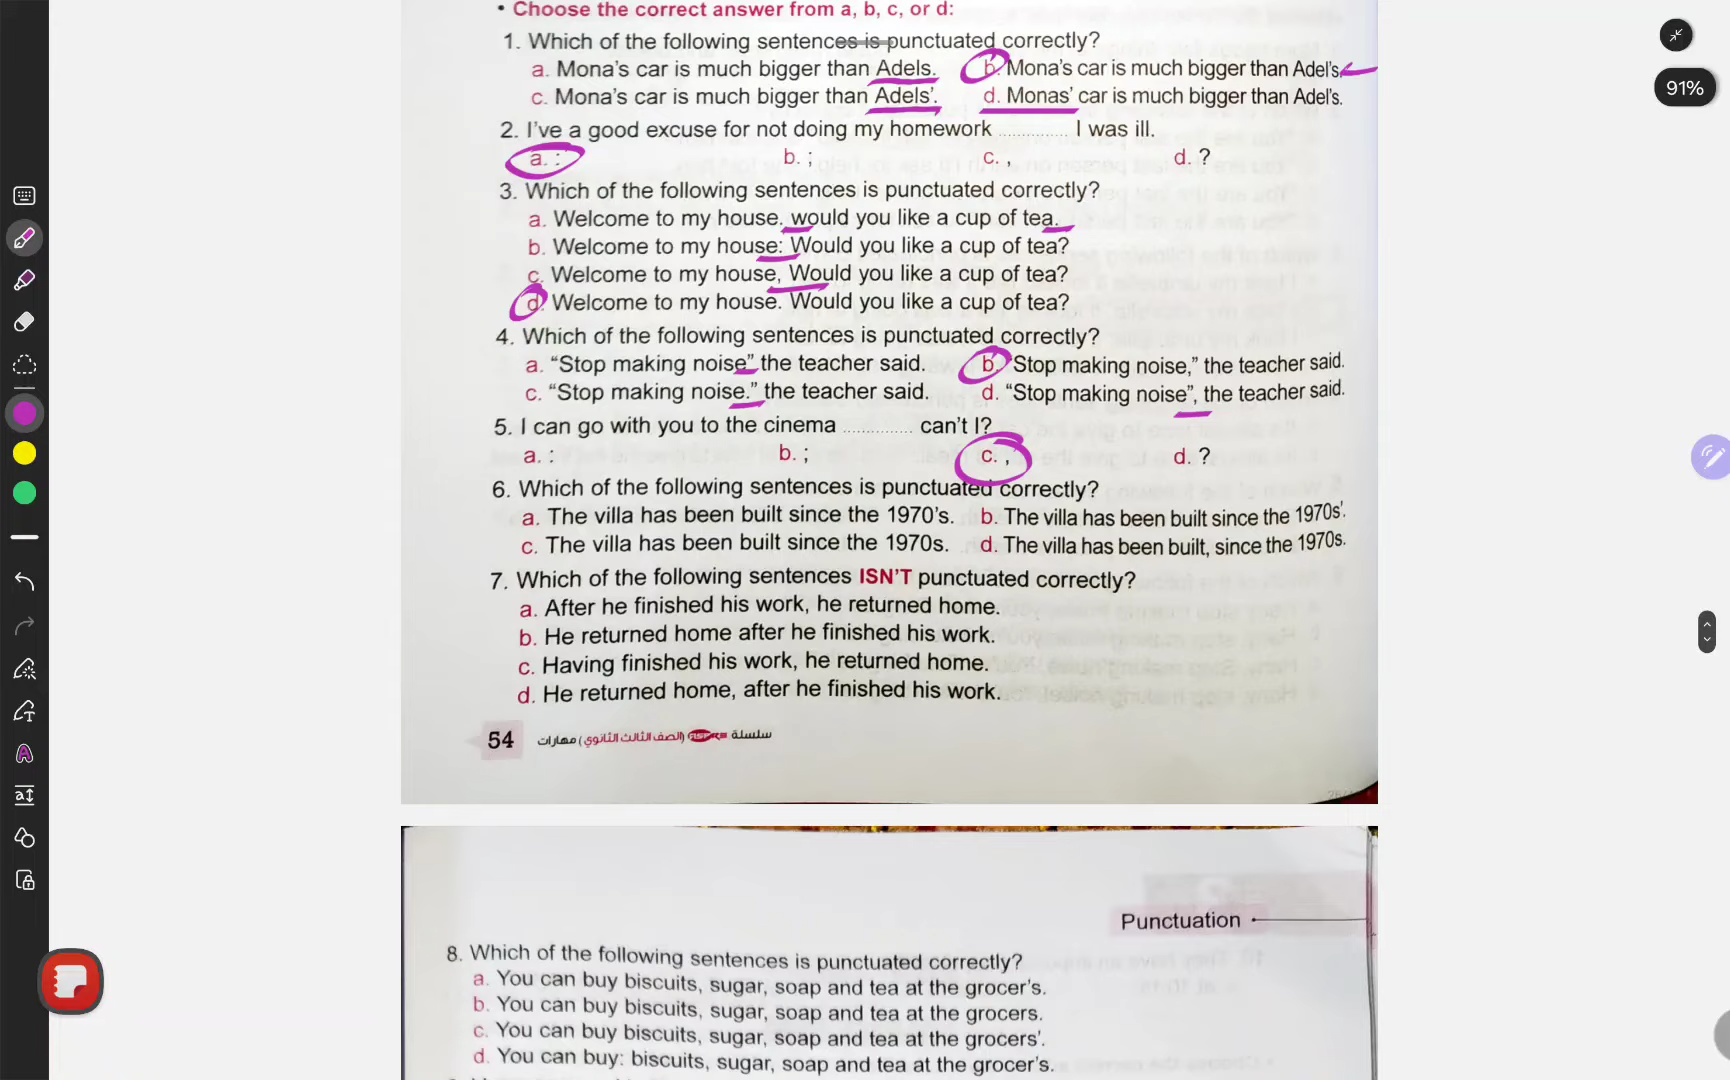 • Choose the correct answer from a, b, c, or d:
1. Which of the following sentences is punctuated correctly?
a. Mona's car is much bigger than Adels.
b. Mona's car is much bigger than Adel's.
c. Mona's car is much bigger than Adels'.
d. Monas' car is much bigger than Adel's.
2. I've a good excuse for not doing my homework .............. I was ill.
a. :
b. ;
c. ,
d. ?
3. Which of the following sentences is punctuated correctly?
a. Welcome to my house. would you like a cup of tea.
b. Welcome to my house: Would you like a cup of tea?
c. Welcome to my house, Would you like a cup of tea?
d. Welcome to my house. Would you like a cup of tea?
4. Which of the following sentences is punctuated correctly?
a. “Stop making noise” the teacher said.
b. “Stop making noise,” the teacher said.
c. “Stop making noise.” the teacher said.
d. “Stop making noise”, the teacher said.
5. I can go with you to the cinema .............. can't I?
a. :
b. ;
c. ,
d. ?
6. Which of the following sentences is punctuated correctly?
a. The villa has been built since the 1970's.
b. The villa has been built since the 1970s'.
c. The villa has been built since the 1970s.
d. The villa has been built, since the 1970s.
7. Which of the following sentences ISN'T punctuated correctly?
a. After he finished his work, he returned home.
b. He returned home after he finished his work.
c. Having finished his work, he returned home.
d. He returned home, after he finished his work.
54
سلسلة (الصف الثالث الثانوي) مهارات
Punctuation
8. Which of the following sentences is punctuated correctly?
a. You can buy biscuits, sugar, soap and tea at the grocer's.
b. You can buy biscuits, sugar, soap and tea at the grocers.
c. You can buy biscuits, sugar, soap and tea at the grocers'.
d. You can buy: biscuits, sugar, soap and tea at the grocer's.
91%